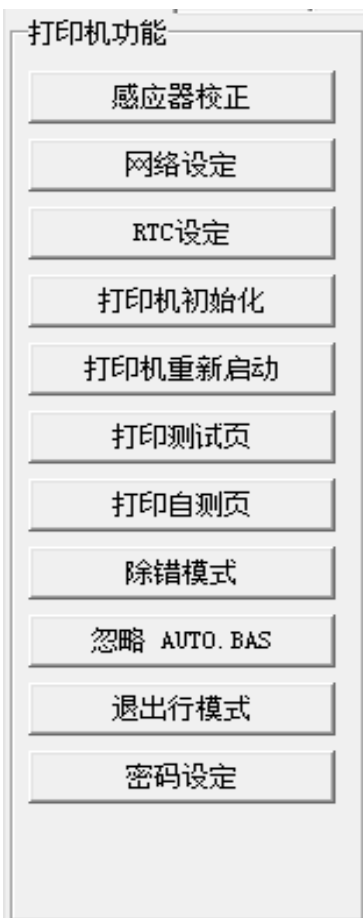 打印机功能
感应器校正
网络设定
RTC设定
打印机初始化
打印机重新启动
打印测试页
打印自测页
除错模式
忽略 AUTO.BAS
退出行模式
密码设定